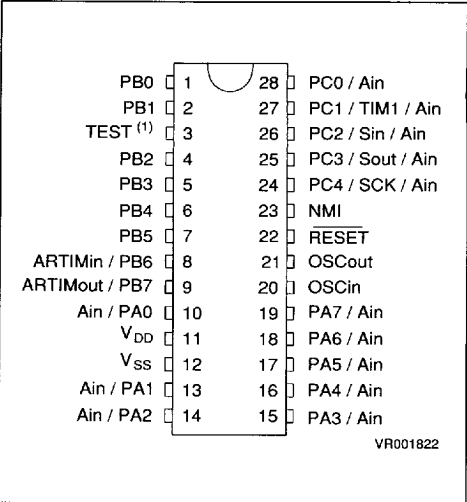 PB0 1 28 PC0 / Ain
PB1 2 27 PC1 / TIM1 / Ain
TEST (1) 3 26 PC2 / Sin / Ain
PB2 4 25 PC3 / Sout / Ain
PB3 5 24 PC4 / SCK / Ain
PB4 6 23 NMI
PB5 7 22 RESET
ARTIMin / PB6 8 21 OSCout
ARTIMout / PB7 9 20 OSCin
Ain / PA0 10 19 PA7 / Ain
VDD 11 18 PA6 / Ain
VSS 12 17 PA5 / Ain
Ain / PA1 13 16 PA4 / Ain
Ain / PA2 14 15 PA3 / Ain
VR001822